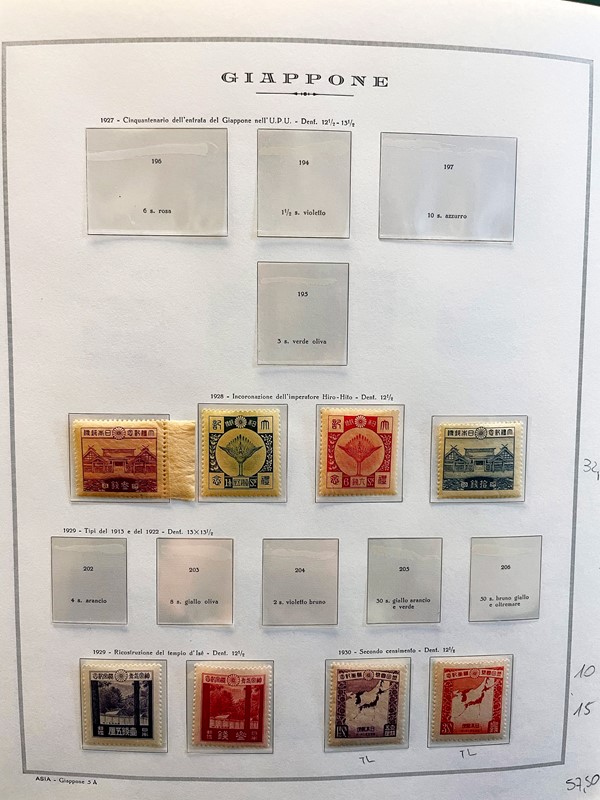 GIAPPONE
1927 - Cinquantenario dell'entrata del Giappone nell'U.P.U. - Dent. 12½-13½
196
6 s. rosa
194
1½ s. violetto
197
10 s. azzurro
195
3 s. verde oliva
1928 - Incoronazione dell'imperatore Hiro-Hito - Dent. 12½
32,
1929 - Tipi del 1913 e del 1922 - Dent. 13×13½
202
4 s. arancio
203
8 s. giallo oliva
204
2 s. violetto bruno
205
30 s. giallo arancio
e verde
206
50 s. bruno giallo
e oltremare
1929 - Ricostruzione del tempio d'Isé - Dent. 12½
1930 - Secondo censimento - Dent. 12½
10
15
TL
TL
ASIA - Giappone 5 A
57,50